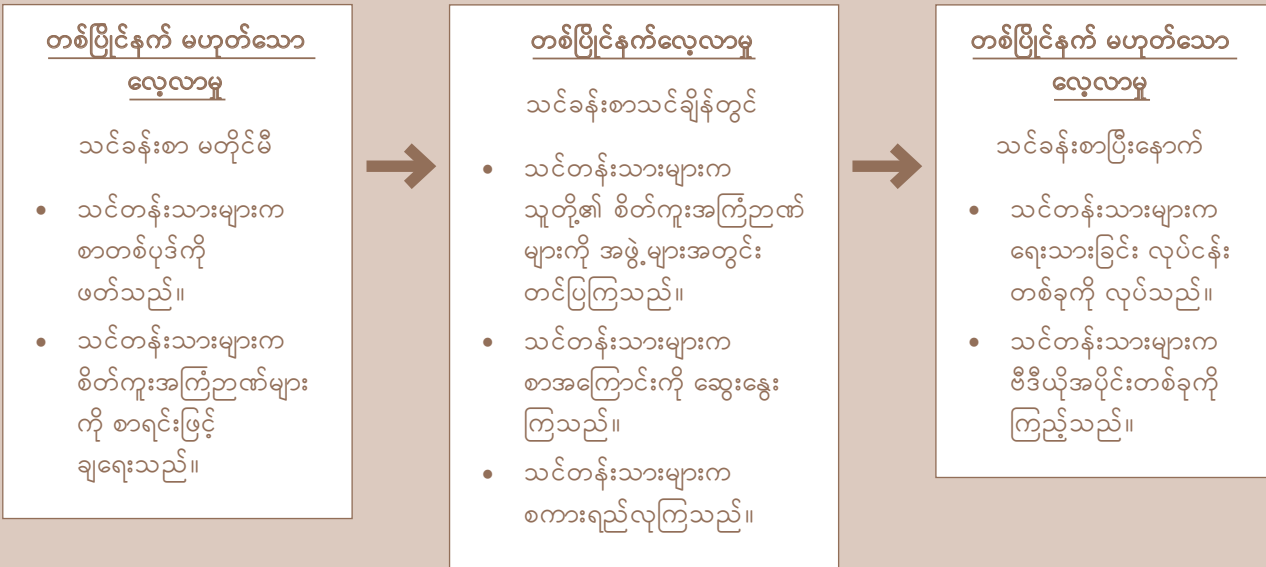 တစ်ပြိုင်နက် မဟုတ်သော
လေ့လာမှု
သင်ခန်းစာ မတိုင်မီ
• သင်တန်းသားများက
စာတစ်ပုဒ်ကို
ဖတ်သည်။
• သင်တန်းသားများက
စိတ်ကူးအကြံဉာဏ်များ
ကို စာရင်းဖြင့်
ချရေးသည်။
တစ်ပြိုင်နက်လေ့လာမှု
သင်ခန်းစာသင်ချိန်တွင်
• သင်တန်းသားများက
သူတို့၏ စိတ်ကူးအကြံဉာဏ်
များကို အဖွဲ့များအတွင်း
တင်ပြကြသည်။
• သင်တန်းသားများက
စာအကြောင်းကို ဆွေးနွေး
ကြသည်။
• သင်တန်းသားများက
စကားရည်လုကြသည်။
တစ်ပြိုင်နက် မဟုတ်သော
လေ့လာမှု
သင်ခန်းစာပြီးနောက်
• သင်တန်းသားများက
ရေးသားခြင်း လုပ်ငန်း
တစ်ခုကို လုပ်သည်။
• သင်တန်းသားများက
ဗီဒီယိုအပိုင်းတစ်ခုကို
ကြည့်သည်။